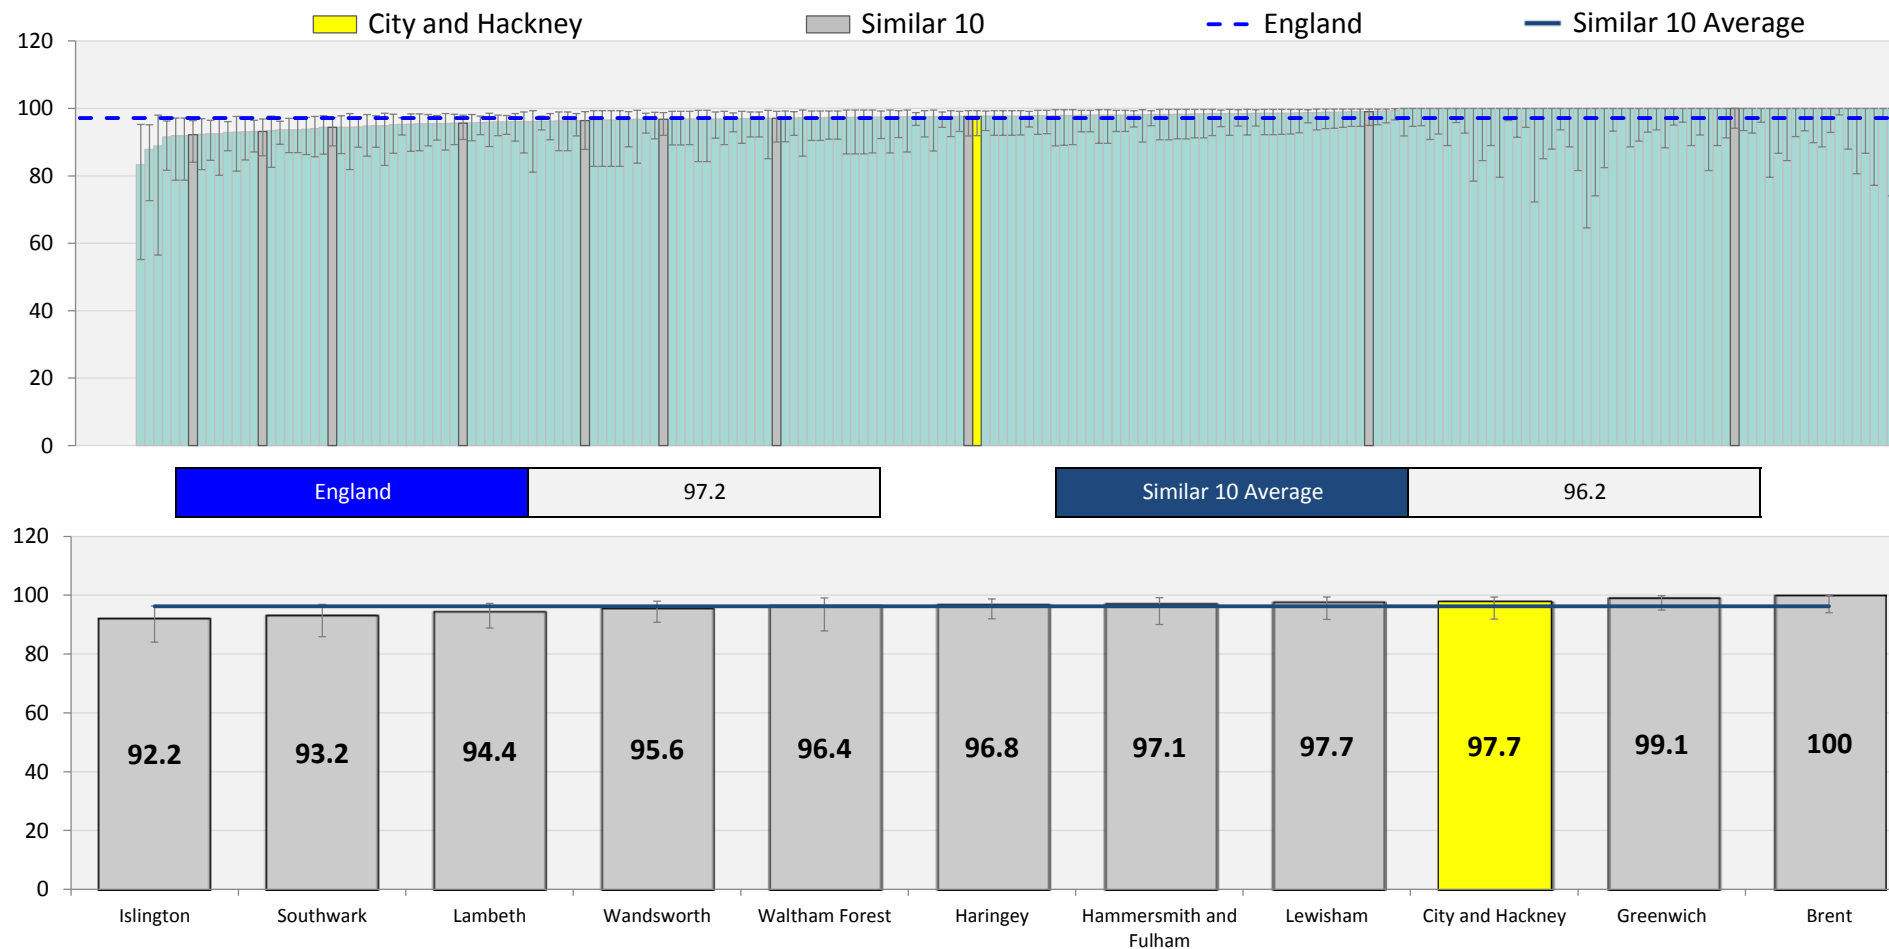 City and Hackney Similar 10 England Similar 10 Average
120
100
80
60
40
20
0
England 97.2 Similar 10 Average 96.2
120
100
80
60
40
20
0
92.2 93.2 94.4 95.6 96.4 96.8 97.1 97.7 97.7 99.1 100
Islington Southwark Lambeth Wandsworth Waltham Forest Haringey Hammersmith and Lewisham City and Hackney Greenwich Brent
Fulham